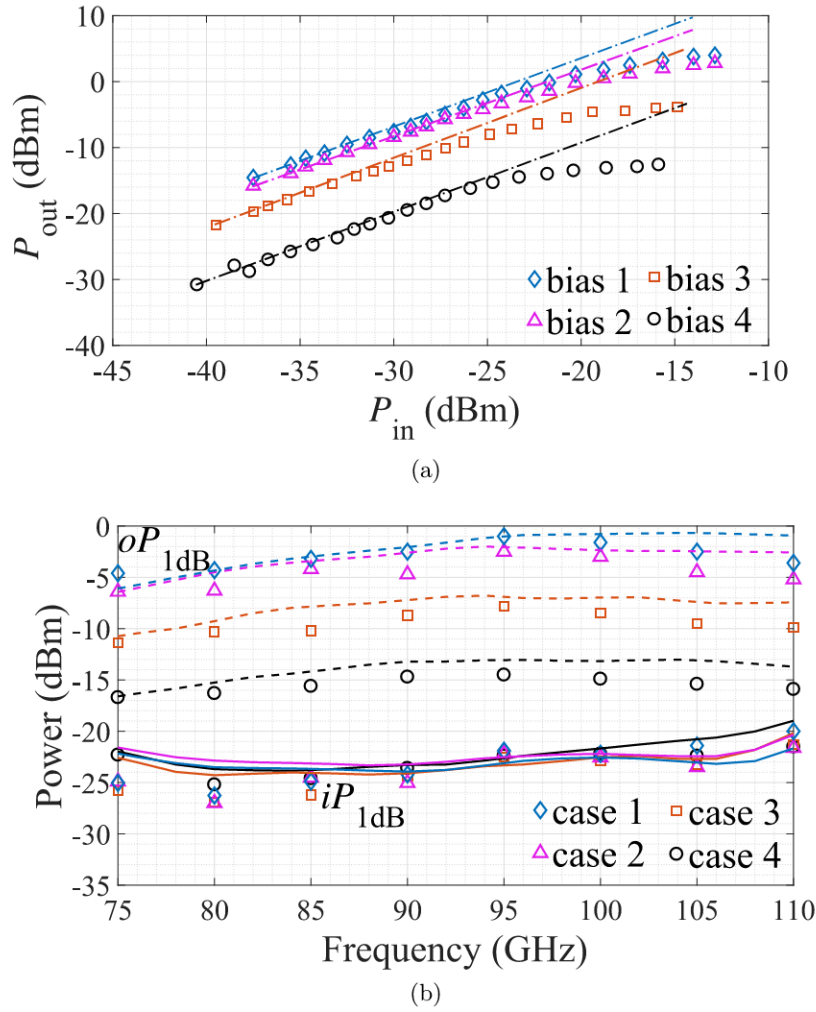 10
0
-10
-20
-30
-40
P_out (dBm)
-45 -40 -35 -30 -25 -20 -15 -10
P_in (dBm)
bias 1 bias 3
bias 2 bias 4
(a)
0
-5
-10
-15
-20
-25
-30
-35
Power (dBm)
oP_1dB
iP_1dB
case 1 case 3
case 2 case 4
75 80 85 90 95 100 105 110
Frequency (GHz)
(b)